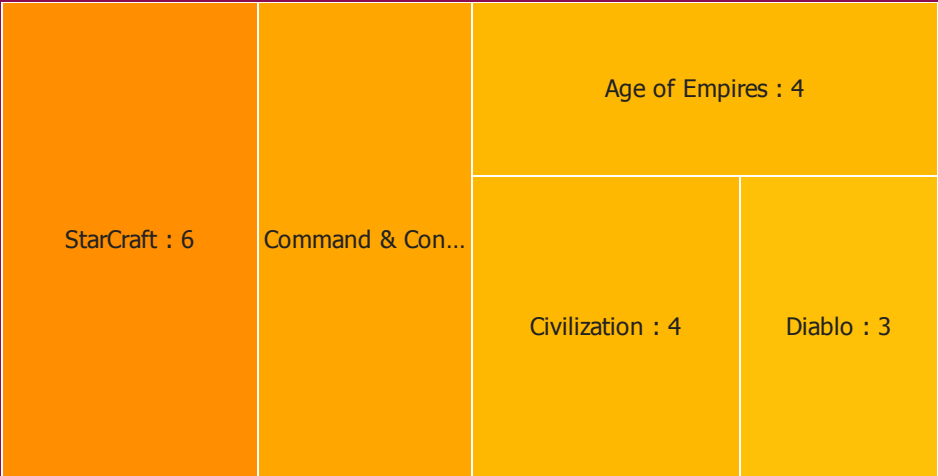 StarCraft : 6
Command & Con...
Age of Empires : 4
Civilization : 4
Diablo : 3